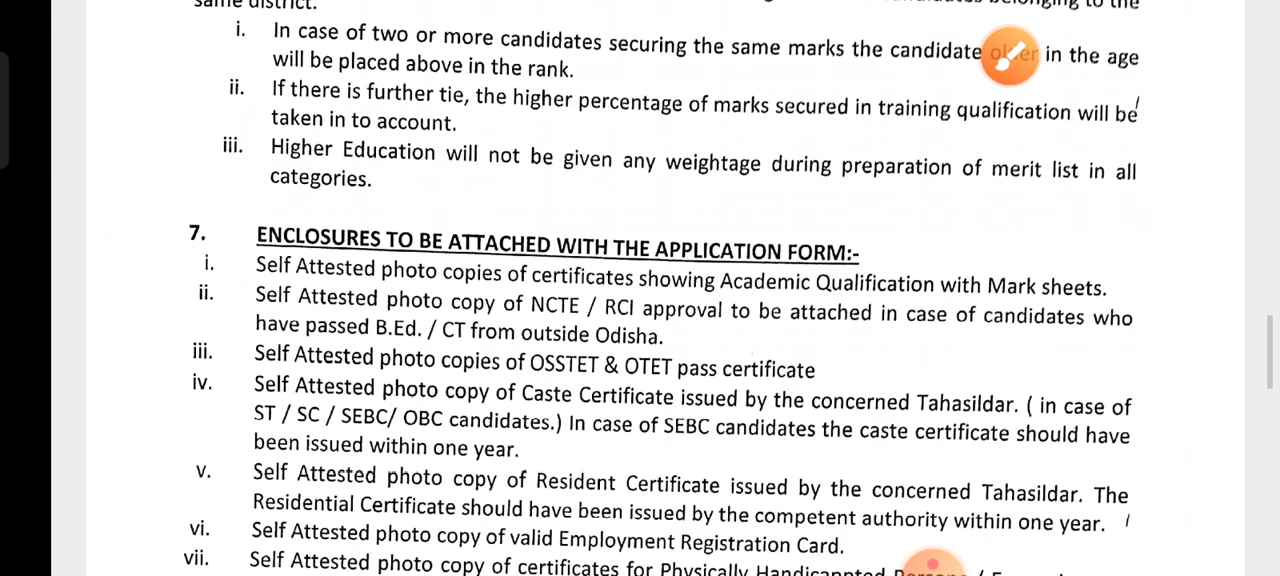 same district.
to the
i. In case of two or more candidates securing the same marks the candidate older in the age
will be placed above in the rank.
ii. If there is further tie, the higher percentage of marks secured in training qualification will be
taken in to account.
iii. Higher Education will not be given any weightage during preparation of merit list in all
categories.
7. ENCLOSURES TO BE ATTACHED WITH THE APPLICATION FORM:-
i. Self Attested photo copies of certificates showing Academic Qualification with Mark sheets.
ii. Self Attested photo copy of NCTE / RCI approval to be attached in case of candidates who
have passed B.Ed. / CT from outside Odisha.
iii. Self Attested photo copies of OSSTET & OTET pass certificate
iv. Self Attested photo copy of Caste Certificate issued by the concerned Tahasildar. ( in case of
ST / SC / SEBC/ OBC candidates.) In case of SEBC candidates the caste certificate should have
been issued within one year.
v. Self Attested photo copy of Resident Certificate issued by the concerned Tahasildar. The
Residential Certificate should have been issued by the competent authority within one year.
vi. Self Attested photo copy of valid Employment Registration Card.
vii. Self Attested photo copy of certificates for Physically